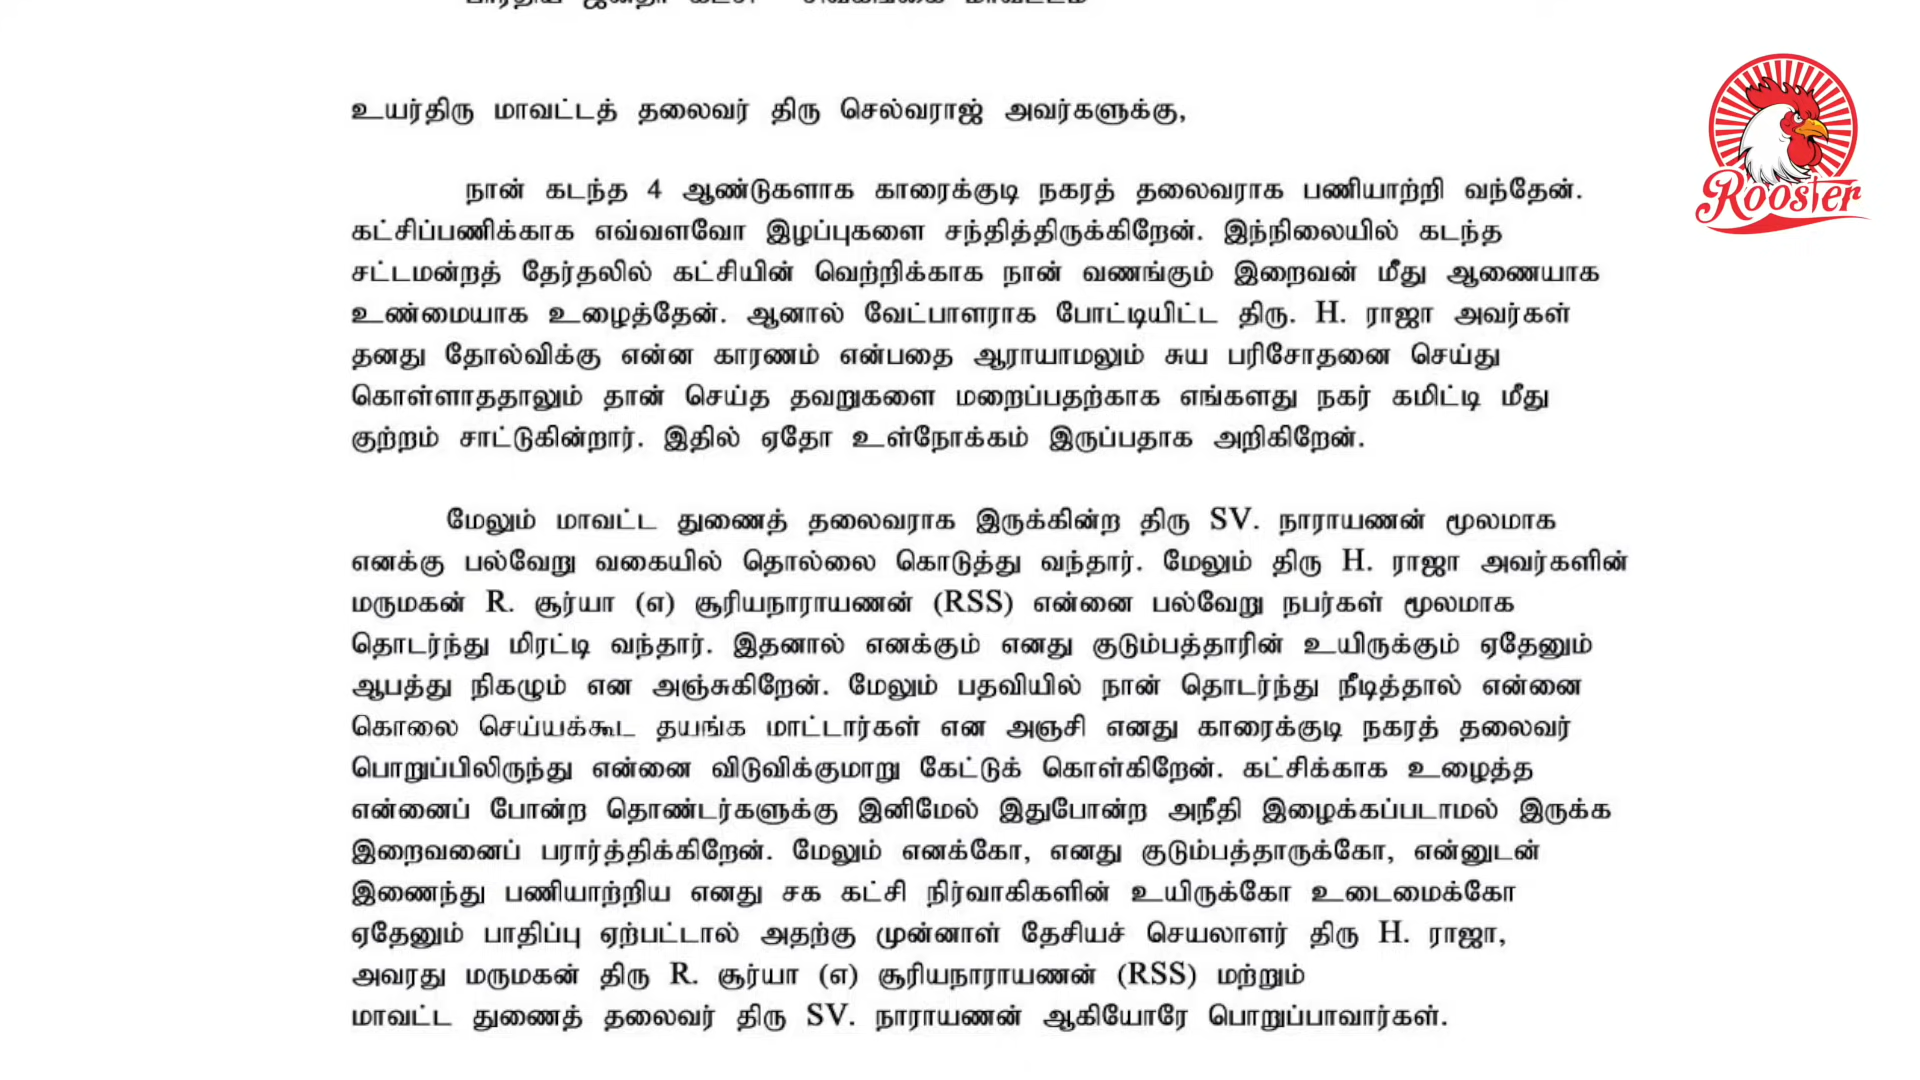 பாரதிய ஜனதா கட்சி சிவகங்கை மாவட்டம்
உயர்திரு மாவட்டத் தலைவர் திரு செல்வராஜ் அவர்களுக்கு,
Rooster
நான் கடந்த 4 ஆண்டுகளாக காரைக்குடி நகரத் தலைவராக பணியாற்றி வந்தேன்.
கட்சிப்பணிக்காக எவ்வளவோ இழப்புகளை சந்தித்திருக்கிறேன். இந்நிலையில் கடந்த
சட்டமன்றத் தேர்தலில் கட்சியின் வெற்றிக்காக நான் வணங்கும் இறைவன் மீது ஆணையாக
உண்மையாக உழைத்தேன். ஆனால் வேட்பாளராக போட்டியிட்ட திரு. H. ராஜா அவர்கள்
தனது தோல்விக்கு என்ன காரணம் என்பதை ஆராயாமலும் சுய பரிசோதனை செய்து
கொள்ளாததாலும் தான் செய்த தவறுகளை மறைப்பதற்காக எங்களது நகர் கமிட்டி மீது
குற்றம் சாட்டுகின்றார். இதில் ஏதோ உள்நோக்கம் இருப்பதாக அறிகிறேன்.
மேலும் மாவட்ட துணைத் தலைவராக இருக்கின்ற திரு SV. நாராயணன் மூலமாக
எனக்கு பல்வேறு வகையில் தொல்லை கொடுத்து வந்தார். மேலும் திரு H. ராஜா அவர்களின்
மருமகன் R. சூர்யா (எ) சூரியநாராயணன் (RSS) என்னை பல்வேறு நபர்கள் மூலமாக
தொடர்ந்து மிரட்டி வந்தார். இதனால் எனக்கும் எனது குடும்பத்தாரின் உயிருக்கும் ஏதேனும்
ஆபத்து நிகழும் என அஞ்சுகிறேன். மேலும் பதவியில் நான் தொடர்ந்து நீடித்தால் என்னை
கொலை செய்யக்கூட தயங்க மாட்டார்கள் என அஞ்சி எனது காரைக்குடி நகரத் தலைவர்
பொறுப்பிலிருந்து என்னை விடுவிக்குமாறு கேட்டுக் கொள்கிறேன். கட்சிக்காக உழைத்த
என்னைப் போன்ற தொண்டர்களுக்கு இனிமேல் இதுபோன்ற அநீதி இழைக்கப்படாமல் இருக்க
இறைவனைப் பரார்த்திக்கிறேன். மேலும் எனக்கோ, எனது குடும்பத்தாருக்கோ, என்னுடன்
இணைந்து பணியாற்றிய எனது சக கட்சி நிர்வாகிகளின் உயிருக்கோ உடைமைக்கோ
ஏதேனும் பாதிப்பு ஏற்பட்டால் அதற்கு முன்னாள் தேசியச் செயலாளர் திரு H. ராஜா,
அவரது மருமகன் திரு R. சூர்யா (எ) சூரியநாராயணன் (RSS) மற்றும்
மாவட்ட துணைத் தலைவர் திரு SV. நாராயணன் ஆகியோரே பொறுப்பாவார்கள்.